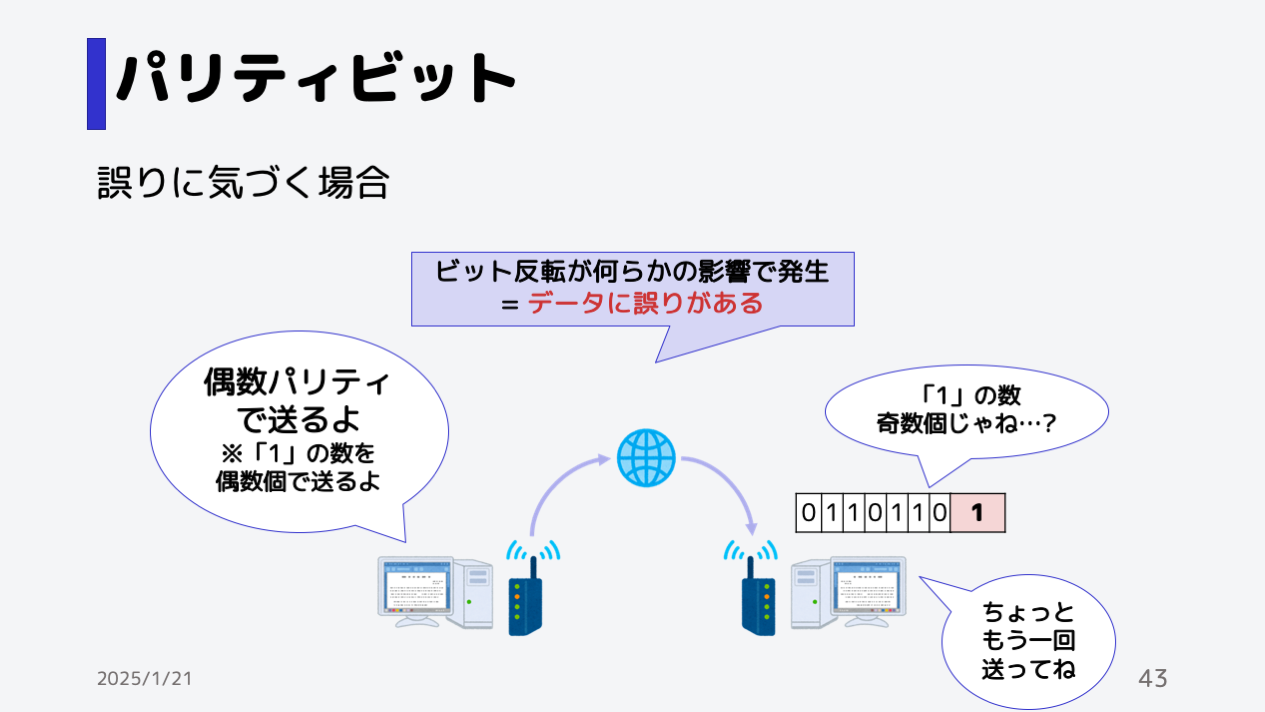 パリティビット
誤りに気づく場合
ビット反転が何らかの影響で発生
= データに誤りがある
偶数パリティ
で送るよ
※「1」の数を
偶数個で送るよ
「1」の数
奇数個じゃね…?
0 1 1 0 1 1 0 1
ちょっと
もう一回
送ってね
2025/1/21
43